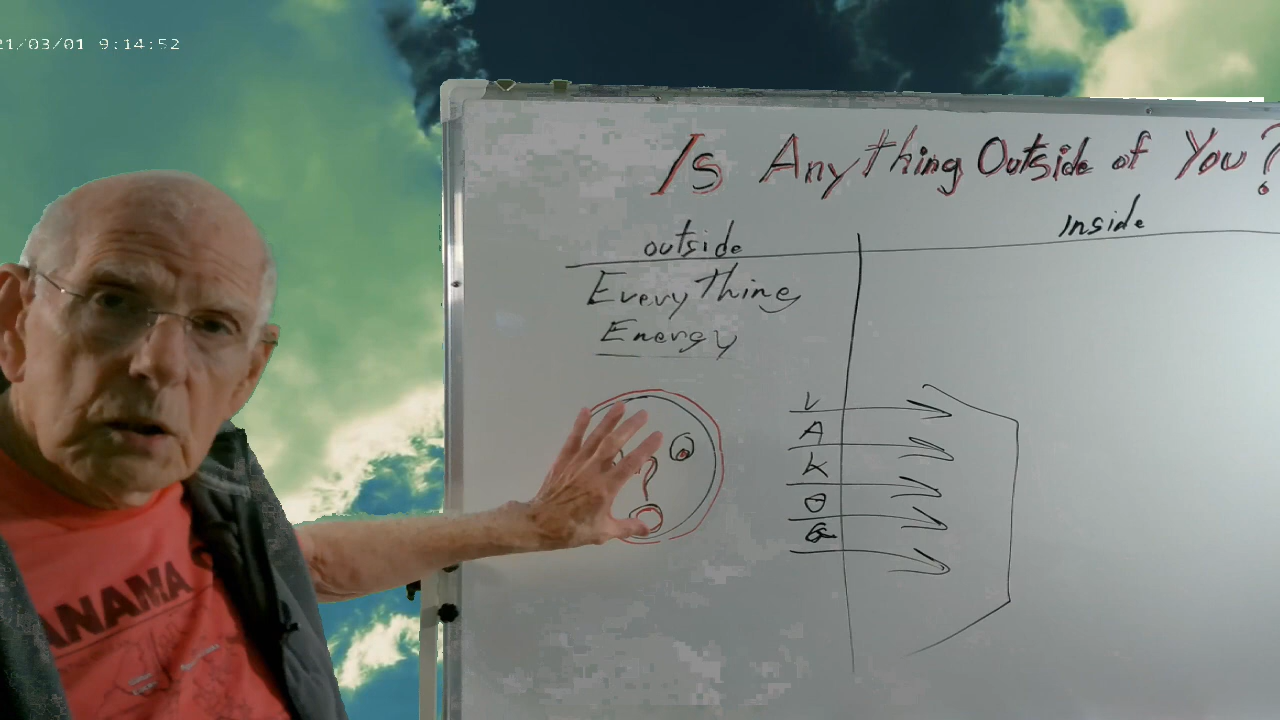 21/03/01 9:14:52
Is Anything Outside of You?
outside
Inside
Everything
Energy
V
A
K
O
G
ANAMA